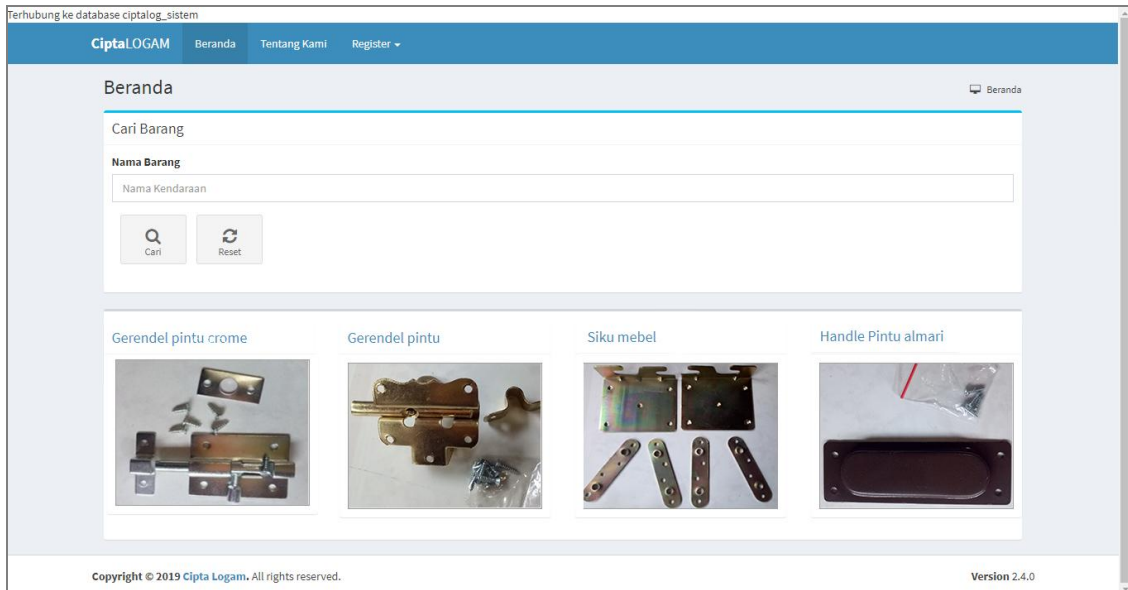 Terhubung ke database ciptalog_sistem
CiptaLOGAM Beranda Tentang Kami Register
Beranda Beranda
Cari Barang
Nama Barang
Nama Kendaraan
Cari Reset
Gerendel pintu crome Gerendel pintu Siku mebel Handle Pintu almari
Copyright © 2019 Cipta Logam. All rights reserved. Version 2.4.0